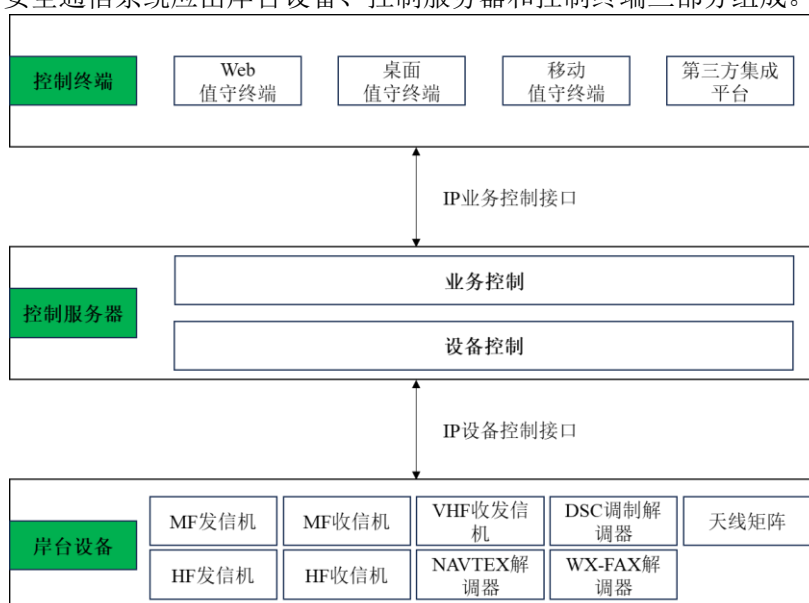 安全通信系统应由岸台设备、控制服务器和控制终端三部分组成。
控制终端
Web
值守终端
桌面
值守终端
移动
值守终端
第三方集成
平台
IP业务控制接口
控制服务器
业务控制
设备控制
IP设备控制接口
岸台设备
MF发信机
MF收信机
VHF收发信
机
DSC调制解
调器
天线矩阵
HF发信机
HF收信机
NAVTEX解
调器
WX-FAX解
调器